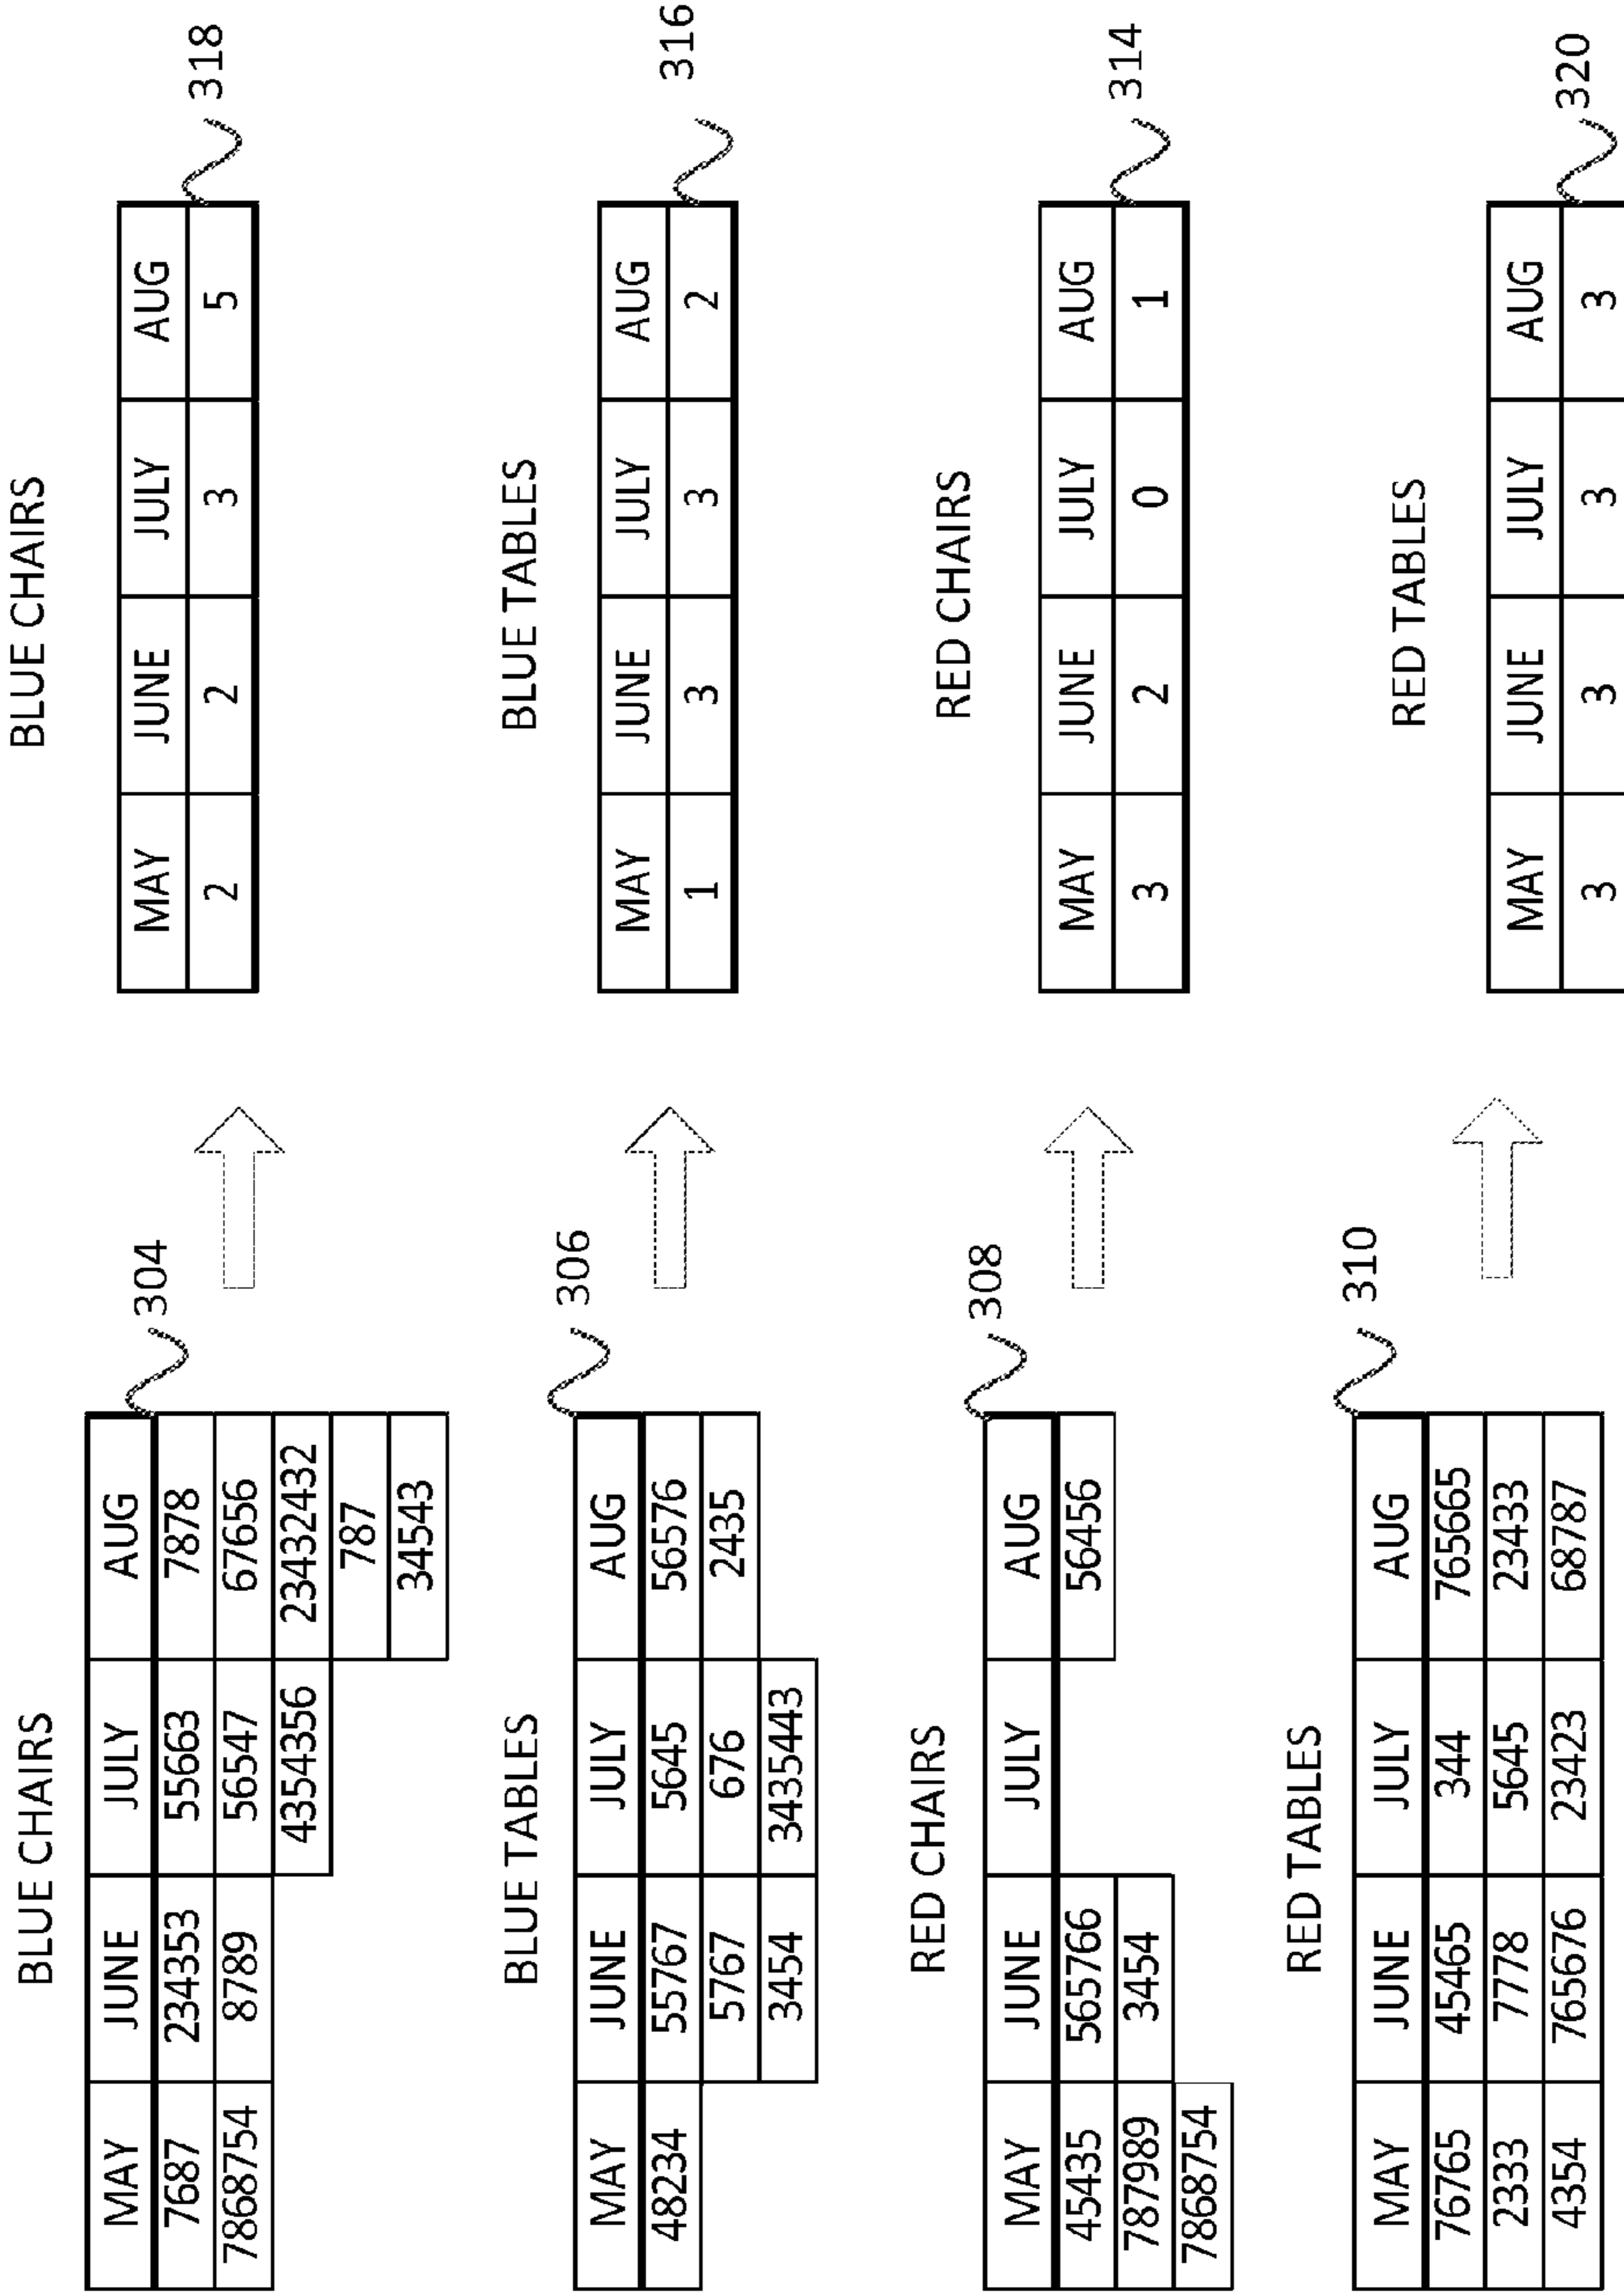 BLUE CHAIRS
MAY JUNE JULY AUG
7687 234353 55663 7878
7868754 8789 56547 67656
4354356 23432432
787
34543
304
BLUE CHAIRS
MAY JUNE JULY AUG
2 2 3 5
318
BLUE TABLES
MAY JUNE JULY AUG
48234 55767 5645 56576
5767 676 2435
3454 3435443
306
BLUE TABLES
MAY JUNE JULY AUG
1 3 3 2
316
RED CHAIRS
MAY JUNE JULY AUG
45435 565766 56456
787989 3454
7868754
308
RED CHAIRS
MAY JUNE JULY AUG
3 2 0 1
314
RED TABLES
MAY JUNE JULY AUG
76765 45465 344 765665
2333 7778 5645 23433
4354 765676 23423 68787
310
RED TABLES
MAY JUNE JULY AUG
3 3 3 3
320